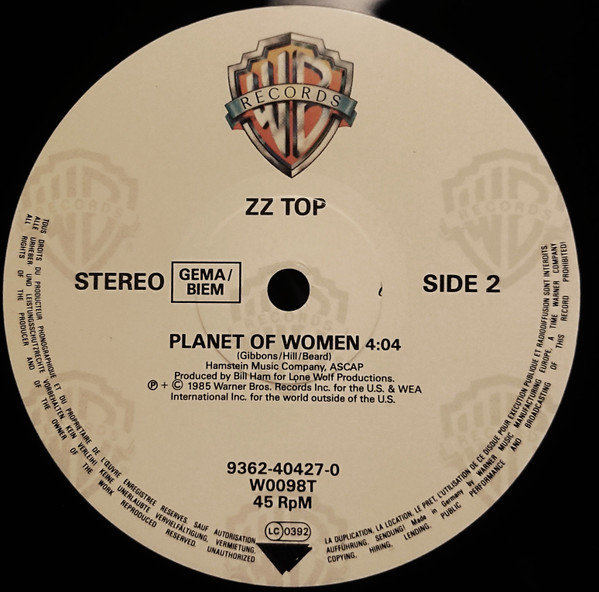 WB
RECORDS
ZZ TOP
STEREO
GEMA/
BIEM
SIDE 2
PLANET OF WOMEN 4:04
(Gibbons/Hill/Beard)
Hamstein Music Company, ASCAP
Produced by Bill Ham for Lone Wolf Productions.
℗ + © 1985 Warner Bros. Records Inc. for the U.S. & WEA
International Inc. for the world outside of the U.S.
9362-40427-0
W0098T
45 RpM
LC 0392
TOUS DROITS DU PRODUCTEUR PHONOGRAPHIQUE ET DU PROPRIETAIRE DE L'ŒUVRE ENREGISTREE RESERVES. SAUF AUTORISATION
ALLE URHEBER UND LEISTUNGSSCHUTZRECHTE VORBEHALTEN. KEIN VERLEIH! KEINE UNERLAUBTE VERVIELFÄLTIGUNG, VERMIETUNG,
ALL RIGHTS OF THE PRODUCER AND OF THE OWNER OF THE WORK REPRODUCED RESERVED. UNAUTHORIZED
LA DUPLICATION, LA LOCATION, LE PRET, L'UTILISATION DE CE DISQUE POUR EXECUTION PUBLIQUE ET RADIODIFFUSION SONT INTERDITS.
AUFFÜHRUNG, SENDUNG! Made in Germany by WARNER MUSIC MANUFACTURING EUROPE, A TIME WARNER COMPANY
COPYING, HIRING, LENDING, PUBLIC PERFORMANCE AND BROADCASTING OF THIS RECORD PROHIBITED!